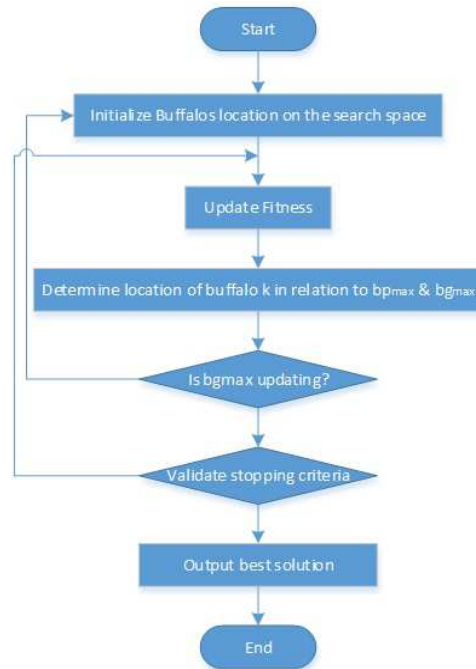 Start
Initialize Buffalos location on the search space
Update Fitness
Determine location of buffalo k in relation to bpmax & bgmax
Is bgmax updating?
Validate stopping criteria
Output best solution
End